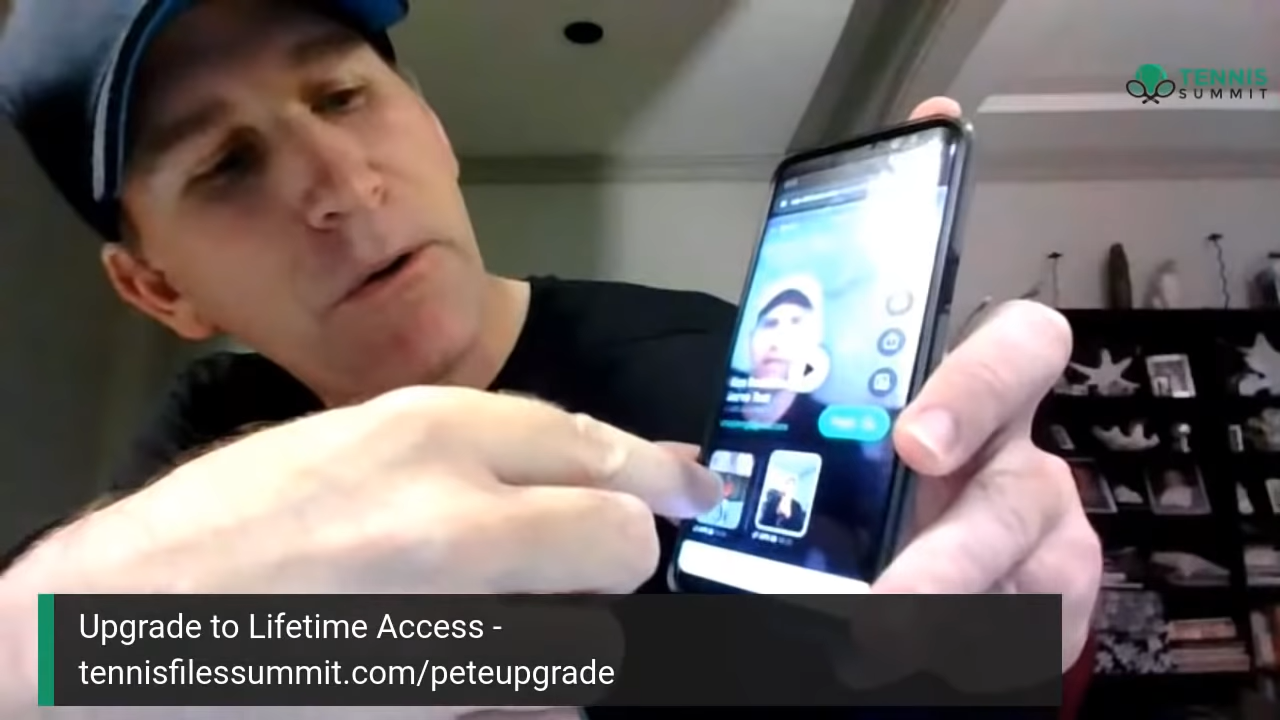 TENNIS
SUMMIT
Upgrade to Lifetime Access -
tennisfilessummit.com/peteupgrade